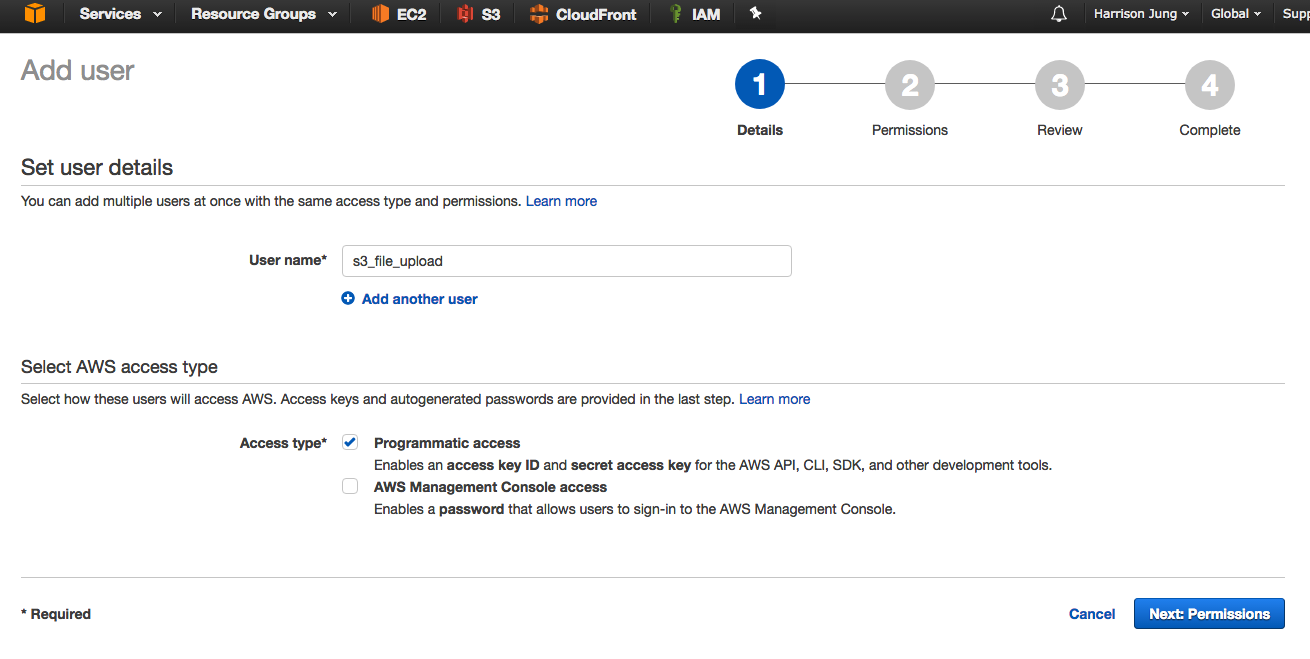 Services Resource Groups EC2 S3 CloudFront IAM Harrison Jung Global
Add user
1 2 3 4
Details Permissions Review Complete
Set user details
You can add multiple users at once with the same access type and permissions. Learn more
User name* s3_file_upload
Add another user
Select AWS access type
Select how these users will access AWS. Access keys and autogenerated passwords are provided in the last step. Learn more
Access type* Programmatic access
Enables an access key ID and secret access key for the AWS API, CLI, SDK, and other development tools.
AWS Management Console access
Enables a password that allows users to sign-in to the AWS Management Console.
* Required Cancel Next: Permissions